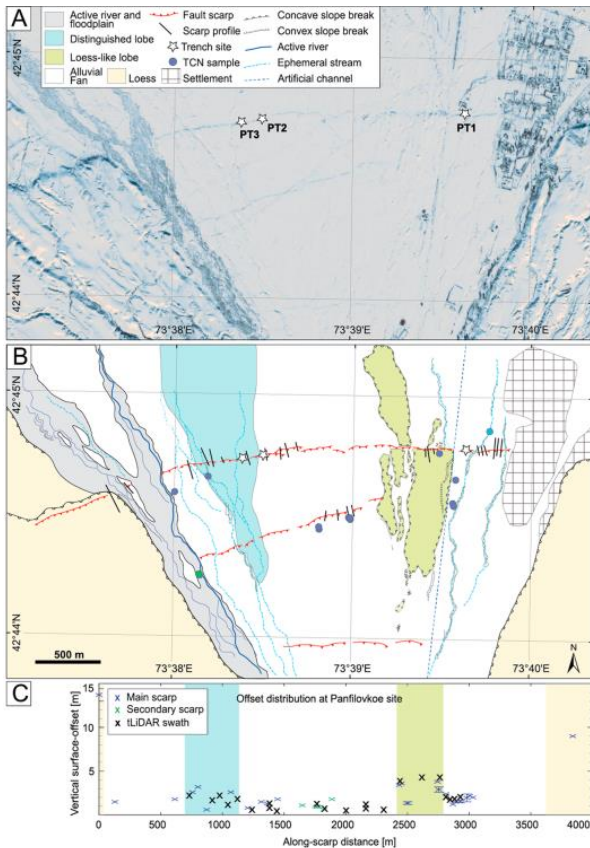 A
Active river and floodplain
Distinguished lobe
Loess-like lobe
Alluvial Fan
Loess
Fault scarp
Scarp profile
Trench site
TCN sample
Settlement
Concave slope break
Convex slope break
Active river
Ephemeral stream
Artificial channel
42°45'N
42°44'N
PT3
PT2
PT1
73°38'E
73°39'E
73°40'E
B
42°45'N
42°44'N
500 m
N
73°38'E
73°39'E
73°40'E
C
Main scarp
Secondary scarp
tLiDAR swath
Offset distribution at Panfilovkoe site
Vertical surface-offset [m]
15
10
5
0
500
1000
1500
2000
2500
3000
3500
4000
Along-scarp distance [m]